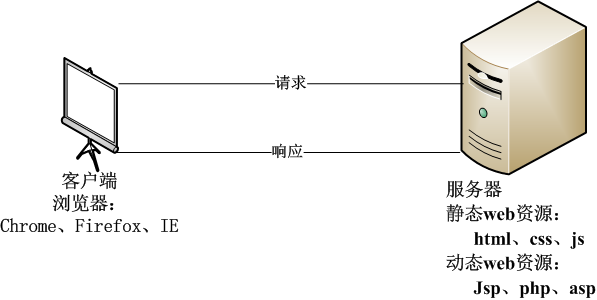 请求
响应
客户端
浏览器：
Chrome、Firefox、IE
服务器
静态web资源：
html、css、js
动态web资源：
Jsp、php、asp